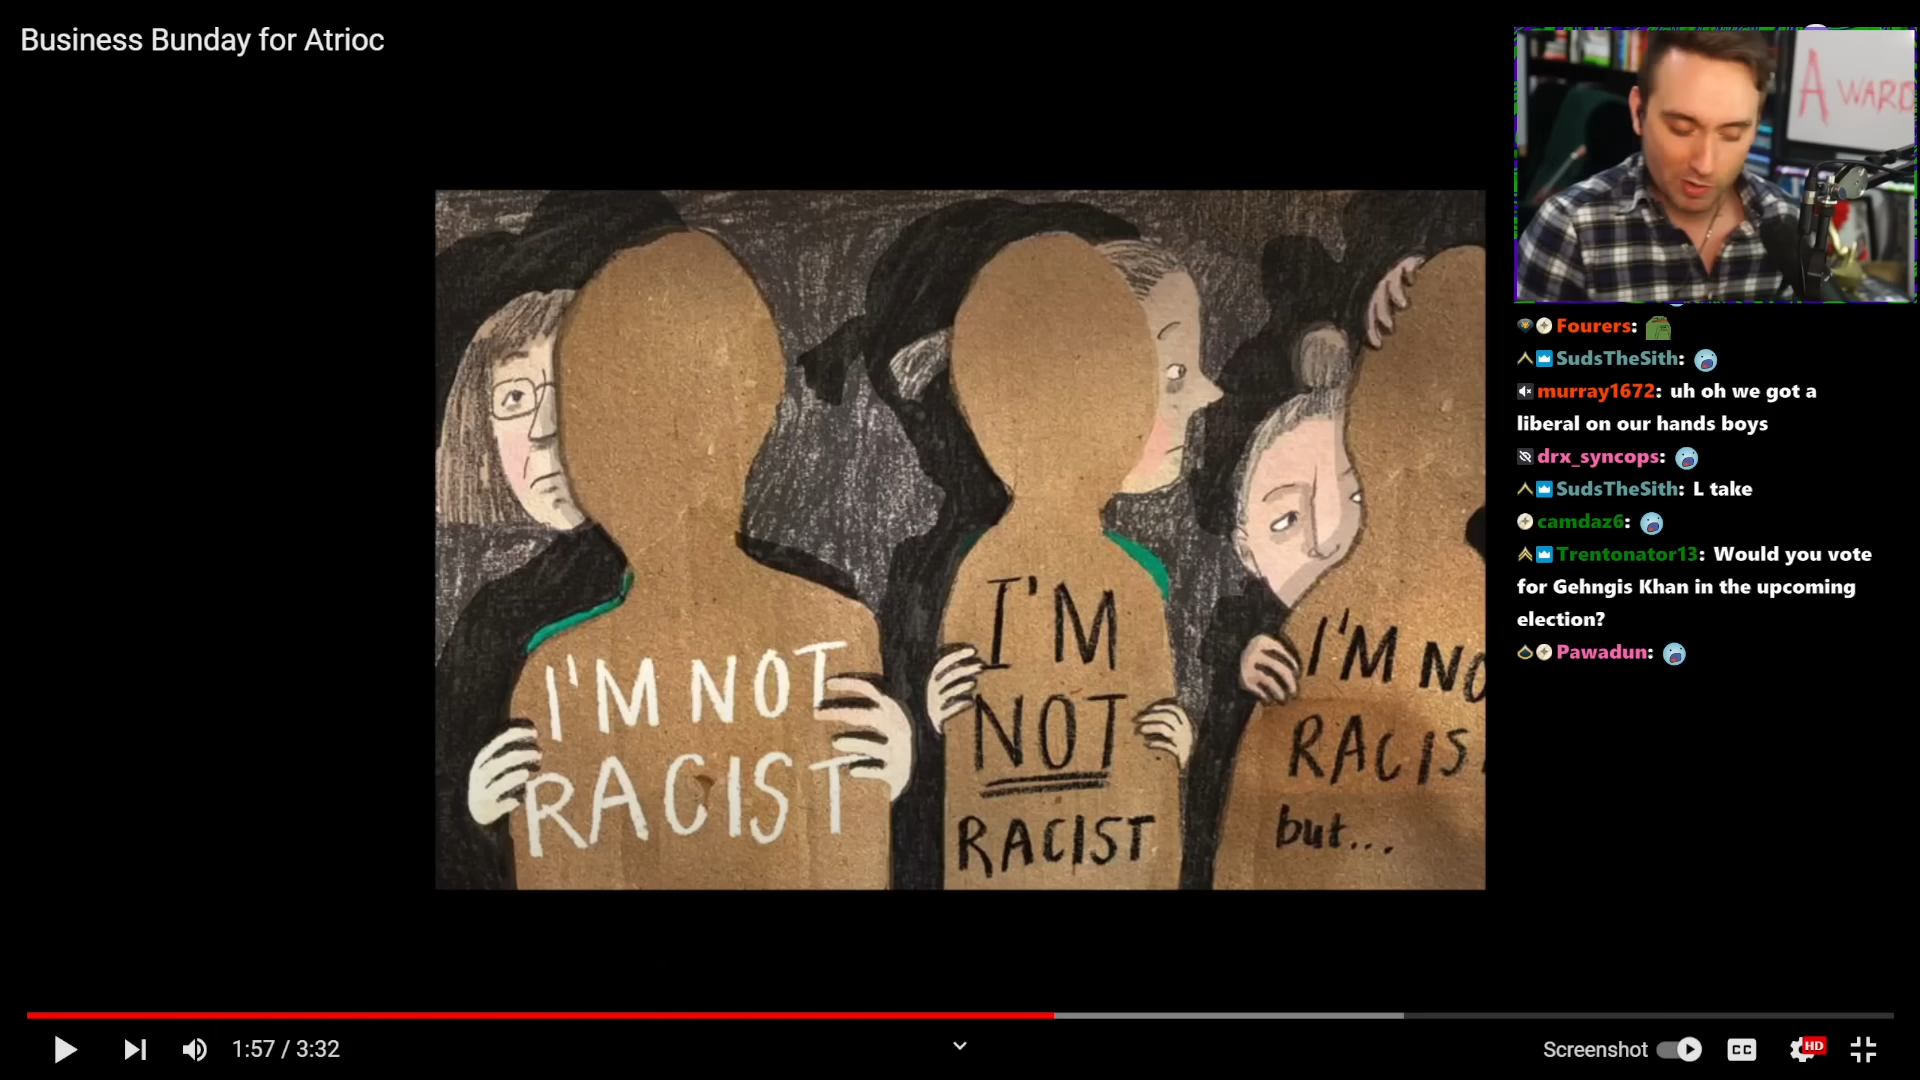 Business Bunday for Atrioc
A WARD
I'M NOT
RACIST
I'M
NOT
RACIST
I'M NO
RACIS
but...
Fourers:
SudsTheSith:
murray1672: uh oh we got a
liberal on our hands boys
drx_syncops:
SudsTheSith: L take
camdaz6:
Trentonator13: Would you vote
for Gehngis Khan in the upcoming
election?
Pawadun:
1:57 / 3:32
Screenshot
CC
HD